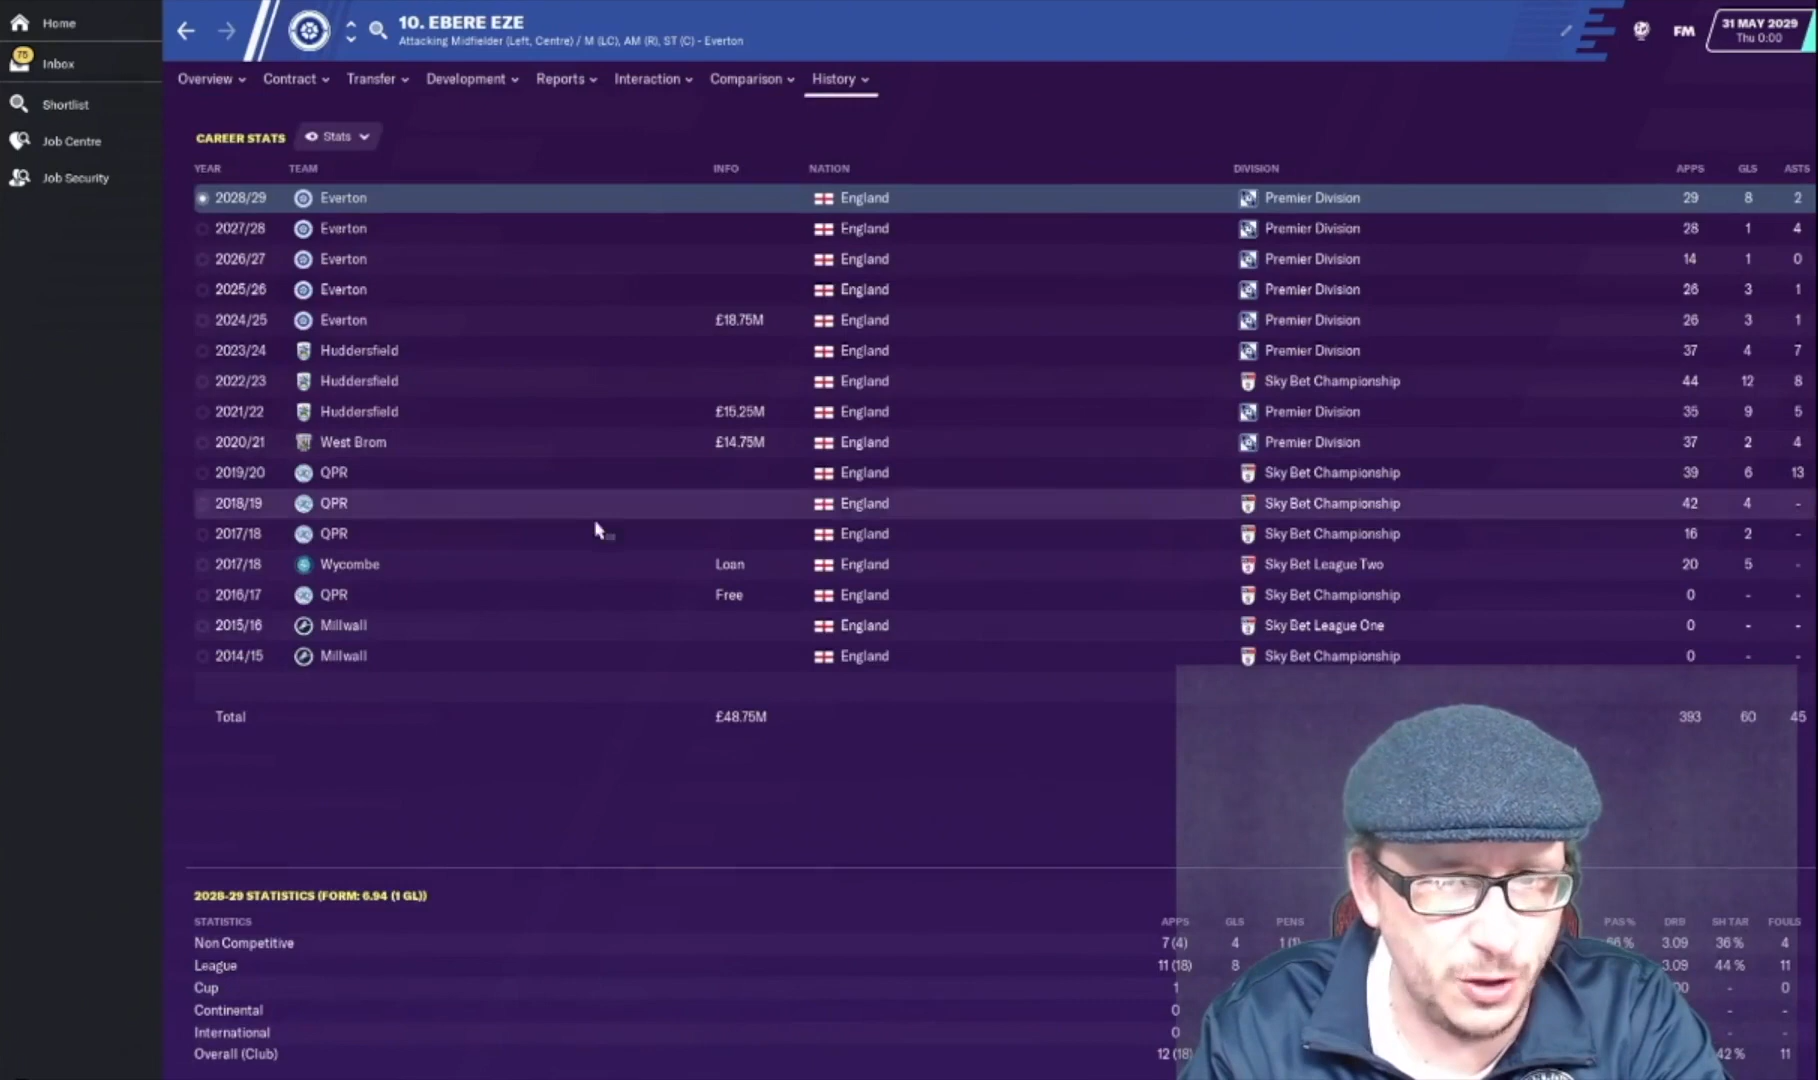 Home
75
Inbox
Shortlist
Job Centre
Job Security
10. EBERE EZE
Attacking Midfielder (Left, Centre) / M (LC), AM (R), ST (C) - Everton
FM
31 MAY 2029
Thu 0:00
Overview Contract Transfer Development Reports Interaction Comparison History
CAREER STATS Stats
YEAR TEAM INFO NATION DIVISION APPS GLS ASTS
2028/29 Everton England Premier Division 29 8 2
2027/28 Everton England Premier Division 28 1 4
2026/27 Everton England Premier Division 14 1 0
2025/26 Everton England Premier Division 26 3 1
2024/25 Everton £18.75M England Premier Division 26 3 1
2023/24 Huddersfield England Premier Division 37 4 7
2022/23 Huddersfield England Sky Bet Championship 44 12 8
2021/22 Huddersfield £15.25M England Premier Division 35 9 5
2020/21 West Brom £14.75M England Premier Division 37 2 4
2019/20 QPR England Sky Bet Championship 39 6 13
2018/19 QPR England Sky Bet Championship 42 4 -
2017/18 QPR England Sky Bet Championship 16 2 -
2017/18 Wycombe Loan England Sky Bet League Two 20 5 -
2016/17 QPR Free England Sky Bet Championship 0 - -
2015/16 Millwall England Sky Bet League One 0 - -
2014/15 Millwall England Sky Bet Championship 0 - -
Total £48.75M 393 60 45
2028-29 STATISTICS (FORM: 6.94 (1 GL))
STATISTICS APPS GLS PENS PAS % DRB SH TAR FOULS
Non Competitive 7 (4) 4 1 (1) 3.09 36 % 4
League 11 (18) 8 3.09 44 % 11
Cup 1 - 0
Continental 0 - -
International 0 - -
Overall (Club) 12 (18) 42 % 11